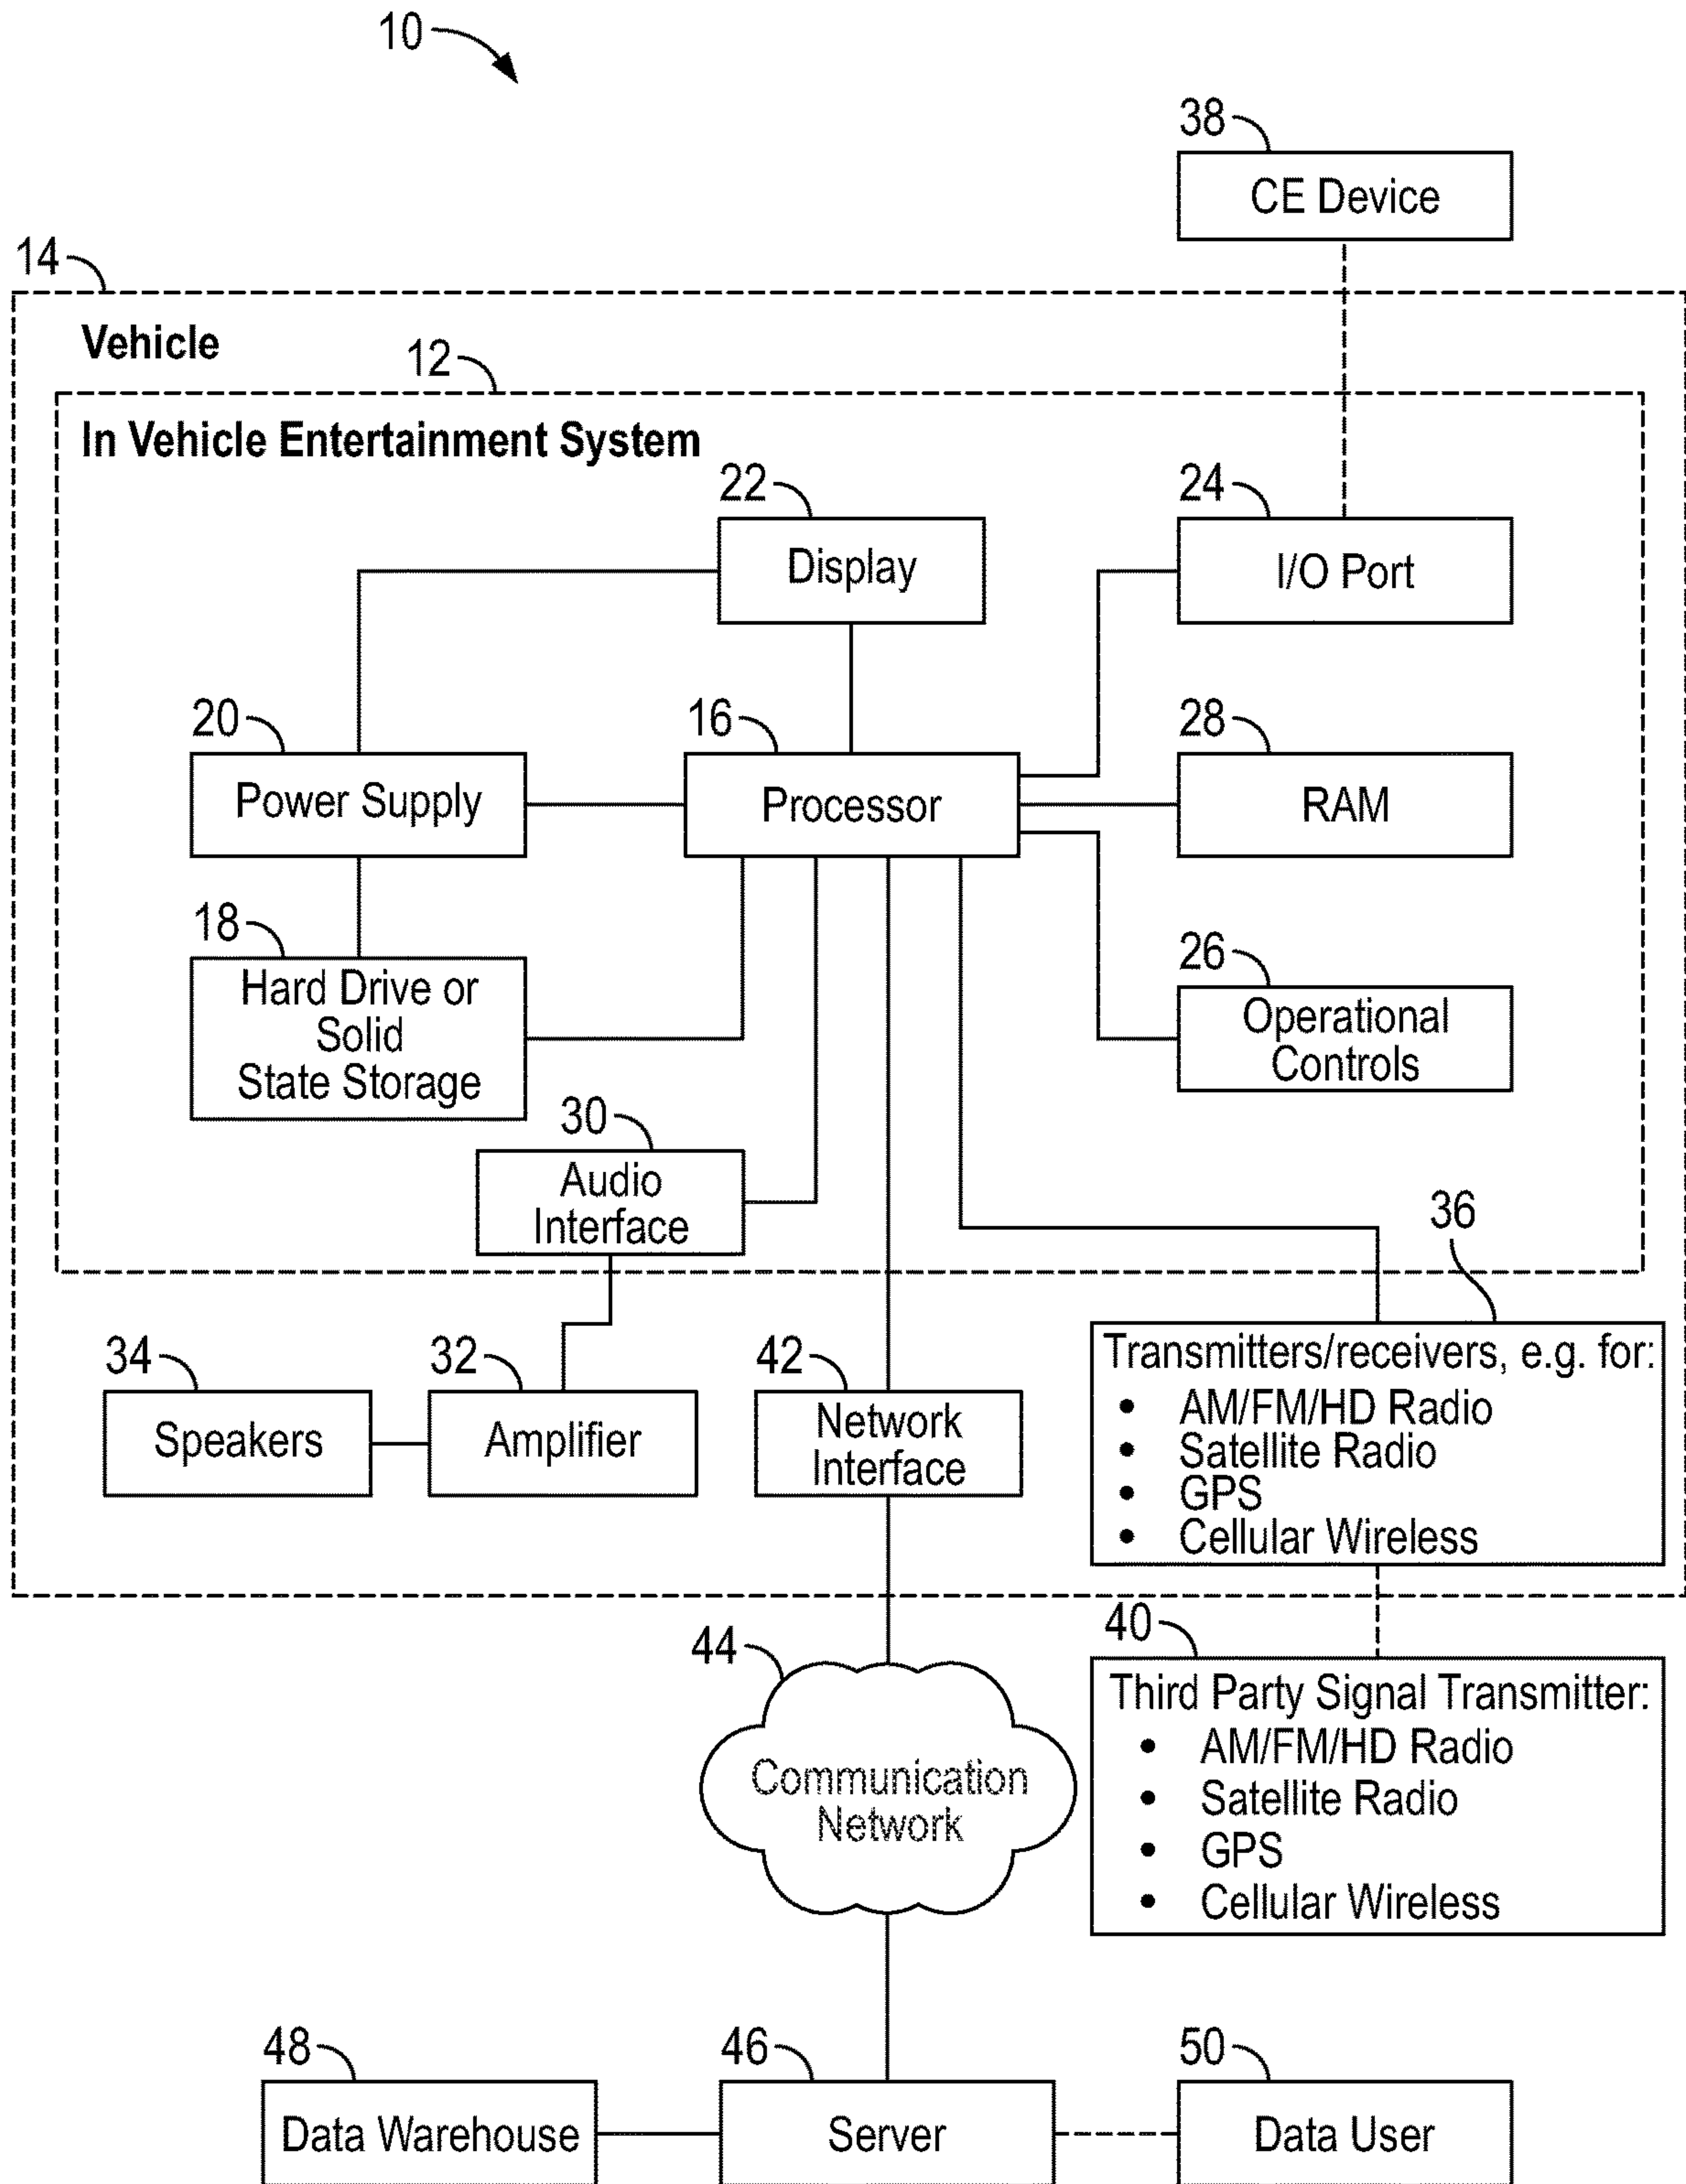 10
38
CE Device
14
Vehicle
12
In Vehicle Entertainment System
22
Display
24
I/O Port
20
Power Supply
16
Processor
28
RAM
18
Hard Drive or
Solid
State Storage
26
Operational
Controls
30
Audio
Interface
36
34
Speakers
32
Amplifier
42
Network
Interface
Transmitters/receivers, e.g. for:
• AM/FM/HD Radio
• Satellite Radio
• GPS
• Cellular Wireless
44
Communication
Network
40
Third Party Signal Transmitter:
• AM/FM/HD Radio
• Satellite Radio
• GPS
• Cellular Wireless
48
Data Warehouse
46
Server
50
Data User